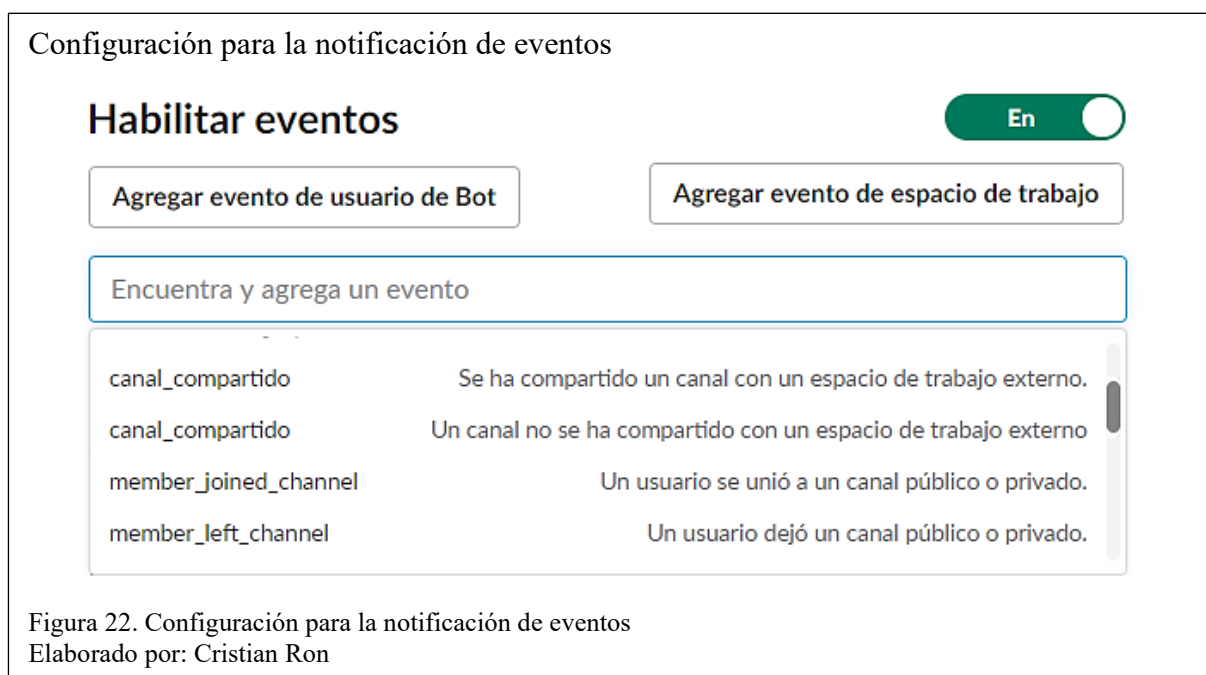 Configuración para la notificación de eventos
Habilitar eventos
En
Agregar evento de usuario de Bot
Agregar evento de espacio de trabajo
Encuentra y agrega un evento
canal_compartido Se ha compartido un canal con un espacio de trabajo externo.
canal_compartido Un canal no se ha compartido con un espacio de trabajo externo
member_joined_channel Un usuario se unió a un canal público o privado.
member_left_channel Un usuario dejó un canal público o privado.
Figura 22. Configuración para la notificación de eventos
Elaborado por: Cristian Ron